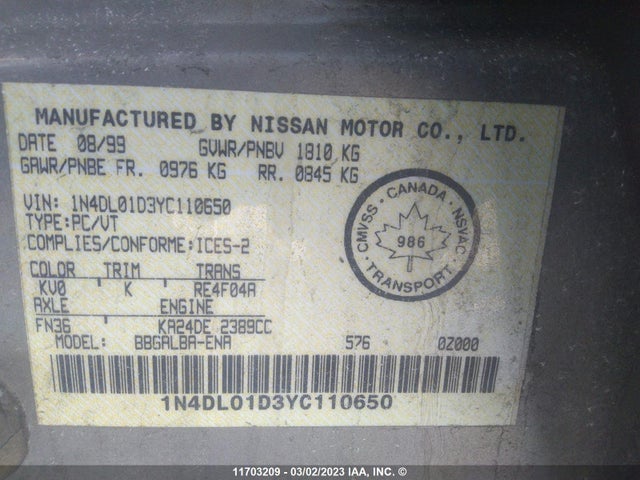 MANUFACTURED BY NISSAN MOTOR CO., LTD.
DATE 08/99 GVWR/PNBV 1810 KG
GAWR/PNBE FR. 0976 KG RR. 0845 KG
VIN: 1N4DL01D3YC110650
TYPE:PC/VT
COMPLIES/CONFORME:ICES-2
CMVSS · CANADA · NSVAC · TRANSPORT ·
986
COLOR TRIM TRANS
KV0 K RE4F04A
AXLE ENGINE
FN36 KA24DE 2389CC
MODEL: BBGALBA-ENA 576 0Z000
1N4DL01D3YC110650
11703209 - 03/02/2023 IAA, INC. ©